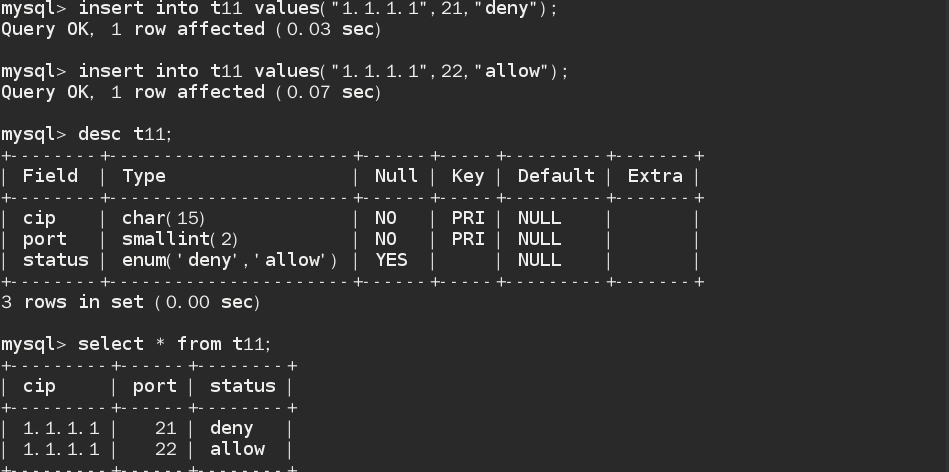 mysql> insert into t11 values("1.1.1.1",21,"deny");
Query OK, 1 row affected (0.03 sec)
mysql> insert into t11 values("1.1.1.1",22,"allow");
Query OK, 1 row affected (0.07 sec)
mysql> desc t11;
+--------+----------------------+------+-----+---------+-------+
| Field | Type | Null | Key | Default | Extra |
+--------+----------------------+------+-----+---------+-------+
| cip | char(15) | NO | PRI | NULL | |
| port | smallint(2) | NO | PRI | NULL | |
| status | enum('deny','allow') | YES | | NULL | |
+--------+----------------------+------+-----+---------+-------+
3 rows in set (0.00 sec)
mysql> select * from t11;
+---------+------+--------+
| cip | port | status |
+---------+------+--------+
| 1.1.1.1 | 21 | deny |
| 1.1.1.1 | 22 | allow |
+---------+------+--------+